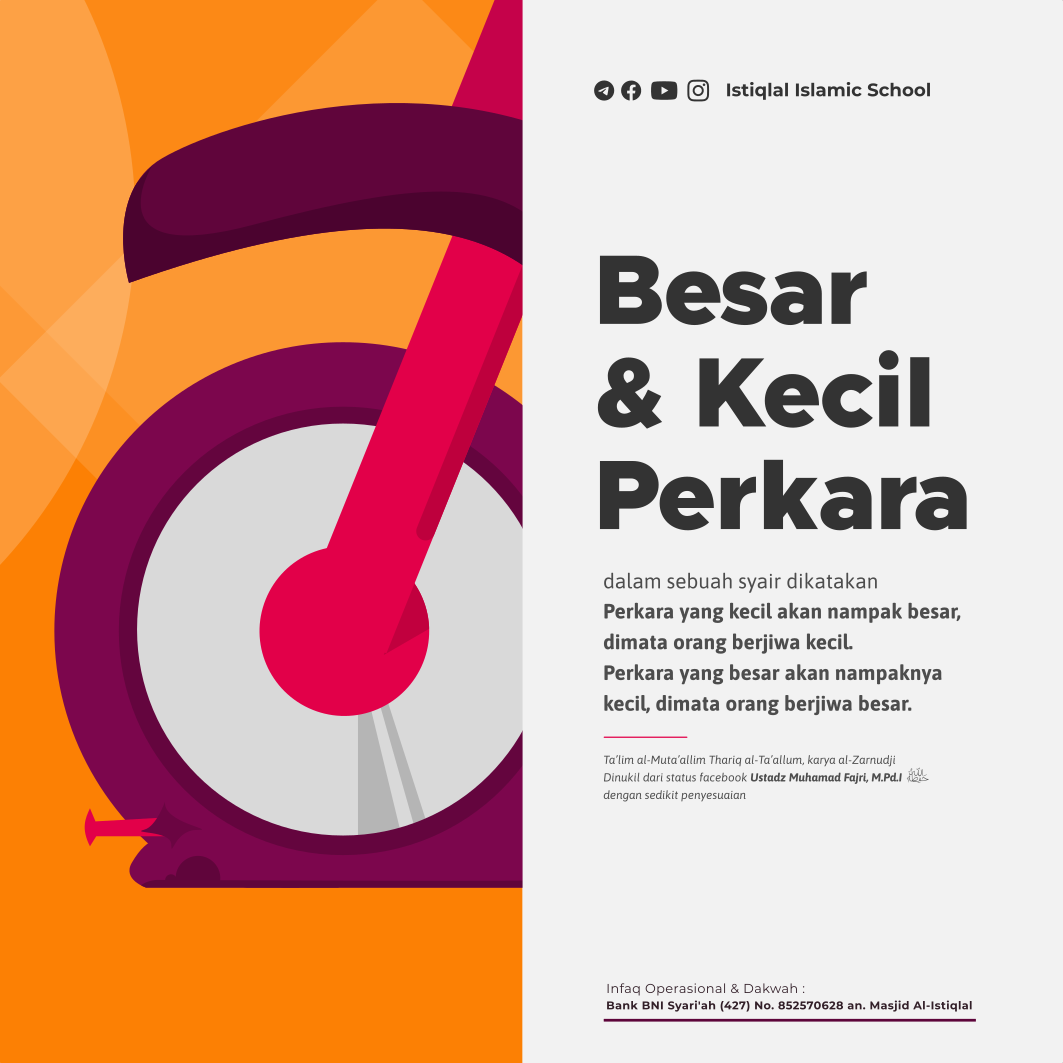 Istiqlal Islamic School
Besar
& Kecil
Perkara
dalam sebuah syair dikatakan
Perkara yang kecil akan nampak besar,
dimata orang berjiwa kecil.
Perkara yang besar akan nampaknya
kecil, dimata orang berjiwa besar.
Ta'lim al-Muta'allim Thariq al-Ta'allum, karya al-Zarnudji
Dinukil dari status facebook Ustadz Muhamad Fajri, M.Pd.I
dengan sedikit penyesuaian
Infaq Operasional & Dakwah :
Bank BNI Syari'ah (427) No. 852570628 an. Masjid Al-Istiqlal